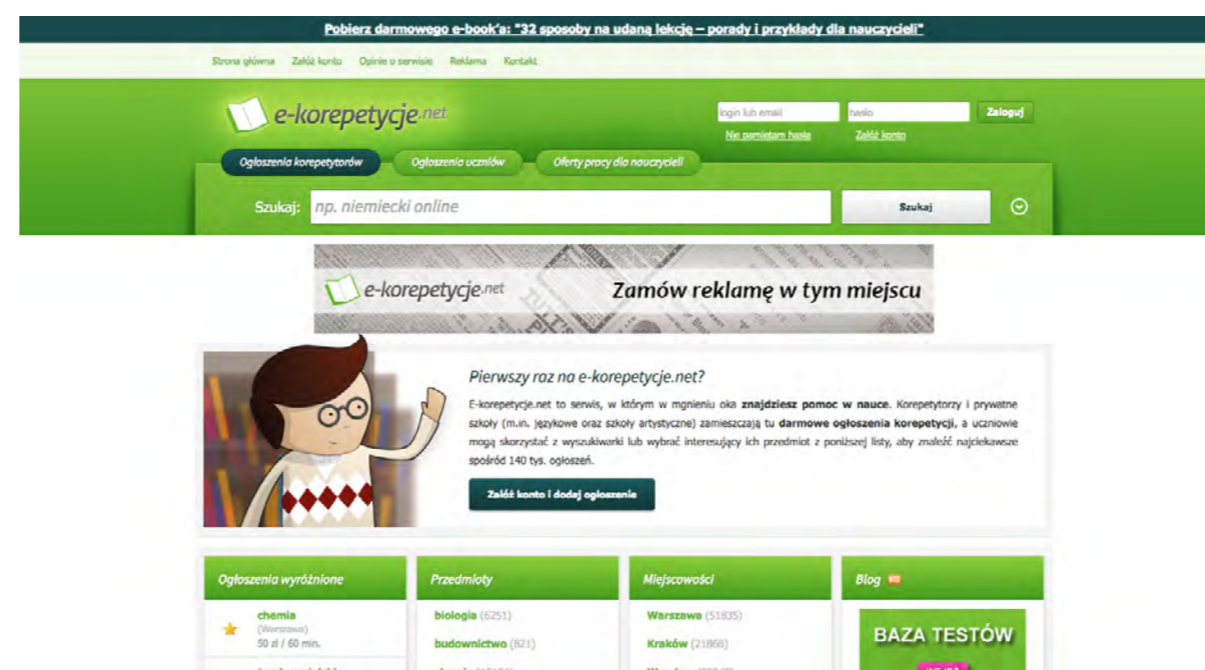 Pobierz darmowego e-book'a: "32 sposoby na udaną lekcję – porady i przykłady dla nauczycieli"
Strona główna Załóż konto Opinie o serwisie Reklama Kontakt
e-korepetycje.net
login lub email hasło Zaloguj
Nie pamiętam hasła Załóż konto
Ogłoszenia korepetytorów Ogłoszenia uczniów Oferty pracy dla nauczycieli
Szukaj: np. niemiecki online Szukaj
e-korepetycje.net Zamów reklamę w tym miejscu
Pierwszy raz na e-korepetycje.net?
E-korepetycje.net to serwis, w którym w mgnieniu oka znajdziesz pomoc w nauce. Korepetytorzy i prywatne
szkoły (m.in. językowe oraz szkoły artystyczne) zamieszczają tu darmowe ogłoszenia korepetycji, a uczniowie
mogą skorzystać z wyszukiwarki lub wybrać interesujący ich przedmiot z poniższej listy, aby znaleźć najciekawsze
spośród 140 tys. ogłoszeń.
Załóż konto i dodaj ogłoszenie
Ogłoszenia wyróżnione Przedmioty Miejscowości Blog
chemia
(Warszawa)
50 zł / 60 min.
biologia (6251)
budownictwo (821)
Warszawa (51835)
Kraków (21868)
BAZA TESTÓW